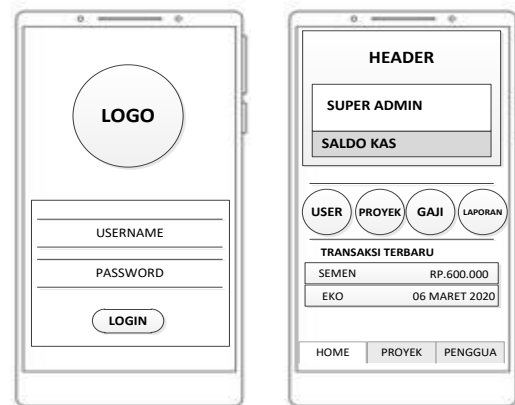 LOGO
USERNAME
PASSWORD
LOGIN
HEADER
SUPER ADMIN
SALDO KAS
USER PROYEK GAJI LAPORAN
TRANSAKSI TERBARU
SEMEN RP.600.000
EKO 06 MARET 2020
HOME PROYEK PENGGUA